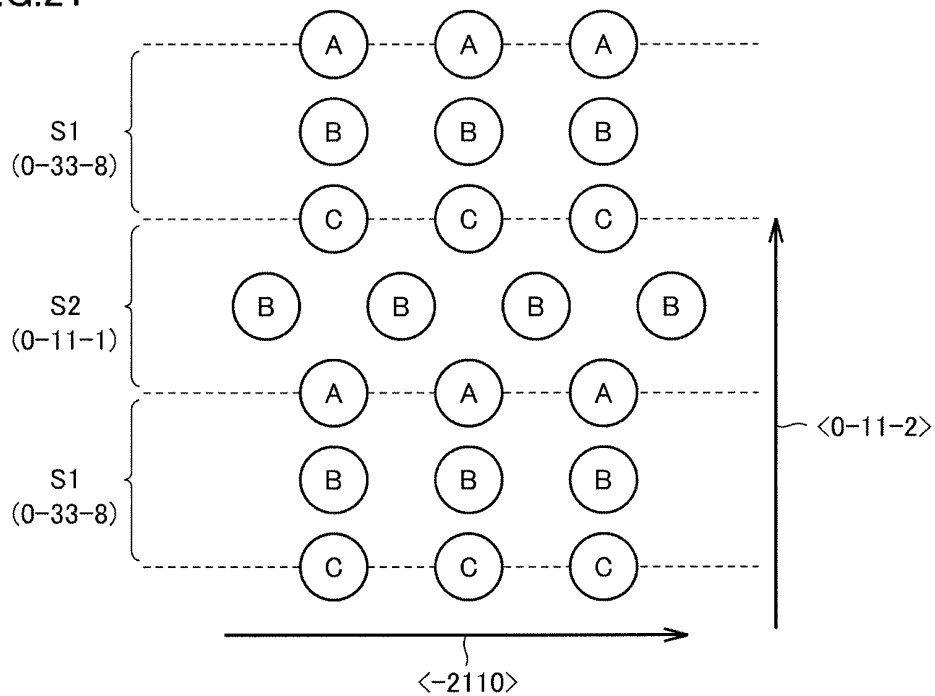 A A A
S1
(0-33-8)
B B B
C C C
S2
(0-11-1)
B B B B
A A A
<0-11-2>
S1
(0-33-8)
B B B
C C C
<-2110>